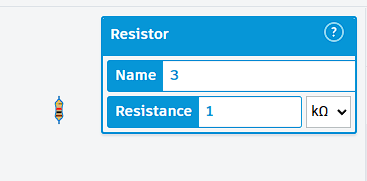 Resistor ?
Name 3
Resistance 1 kΩ